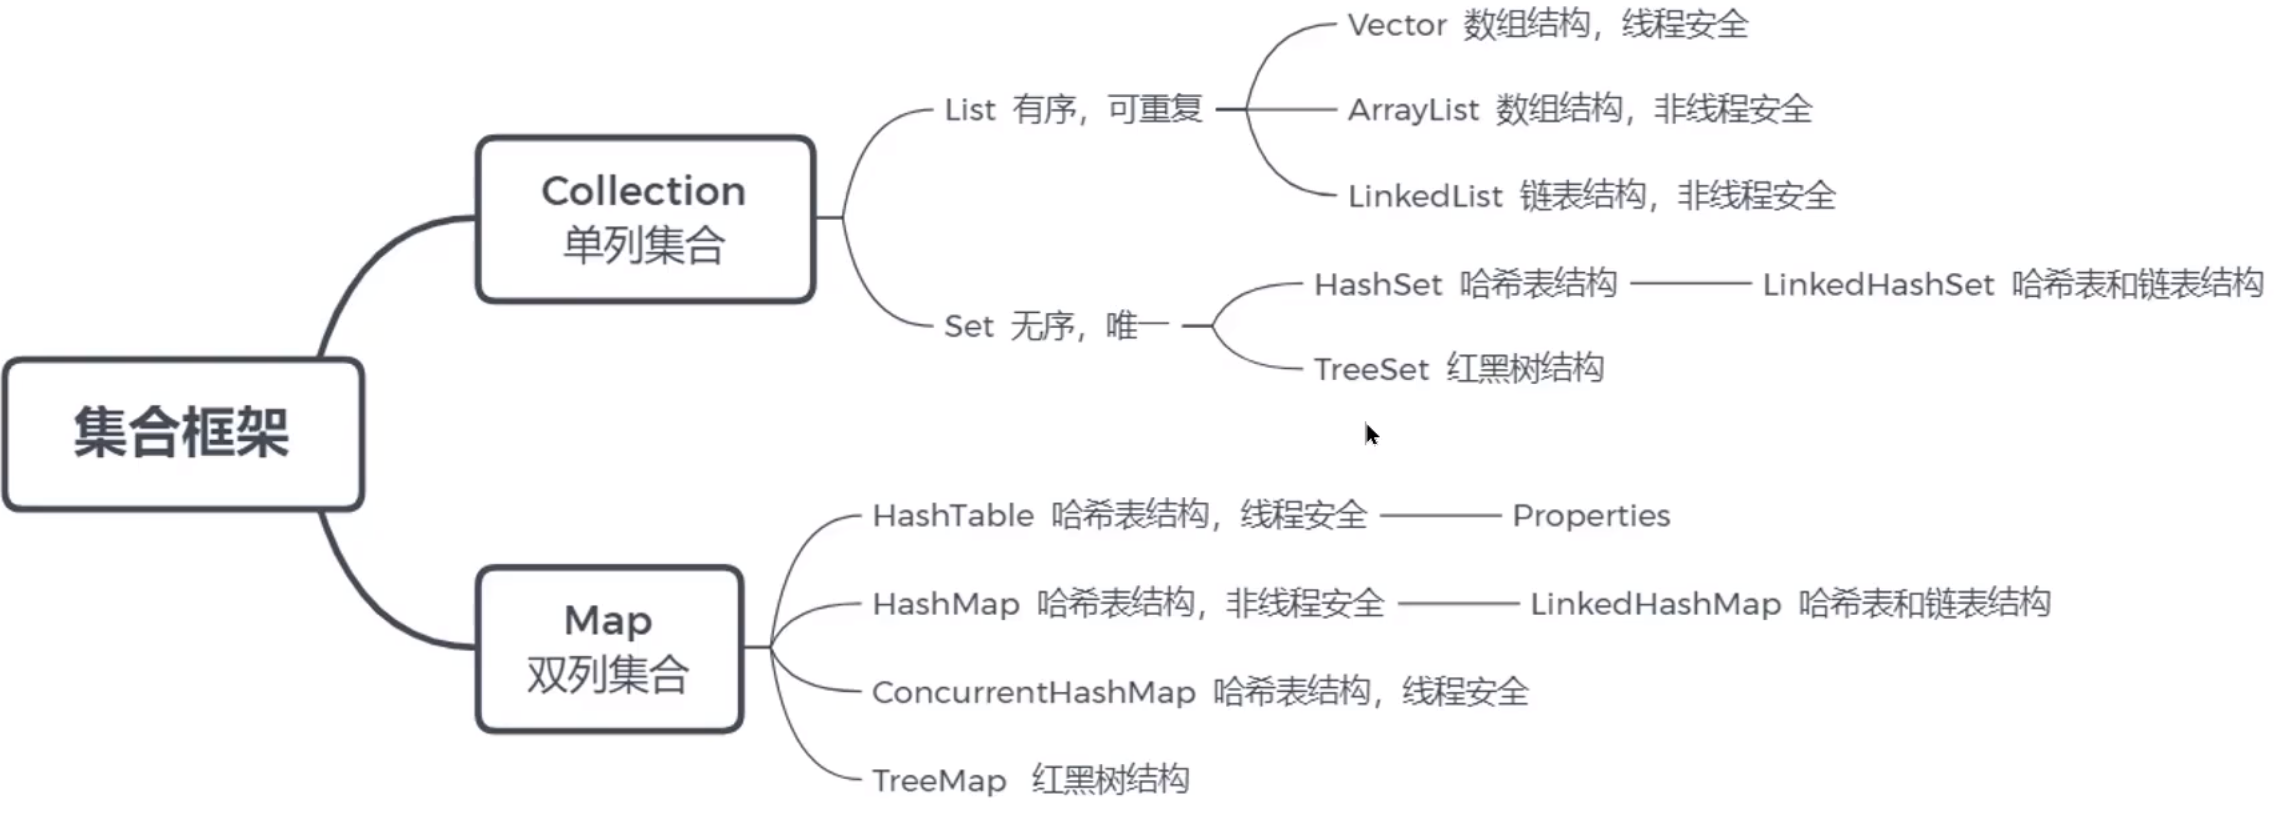 集合框架
Collection
单列集合
List 有序，可重复
Vector 数组结构，线程安全
ArrayList 数组结构，非线程安全
LinkedList 链表结构，非线程安全
Set 无序，唯一
HashSet 哈希表结构
LinkedHashSet 哈希表和链表结构
TreeSet 红黑树结构
Map
双列集合
HashTable 哈希表结构，线程安全
Properties
HashMap 哈希表结构，非线程安全
LinkedHashMap 哈希表和链表结构
ConcurrentHashMap 哈希表结构，线程安全
TreeMap 红黑树结构